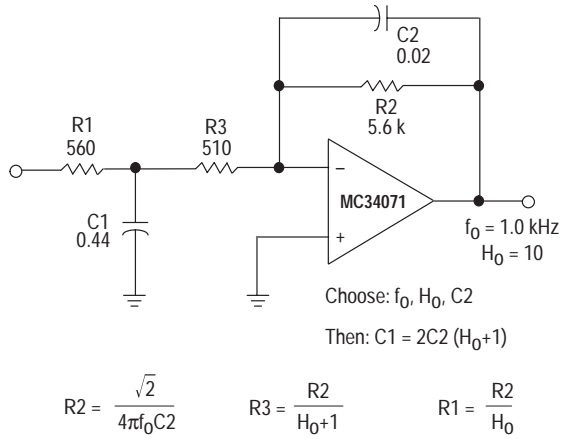 C2
0.02
R2
5.6 k
R1
560
R3
510
C1
0.44
–
MC34071
+
f0 = 1.0 kHz
H0 = 10
Choose: f0, H0, C2
Then: C1 = 2C2 (H0+1)
R2 = √2 / 4πf0C2
R3 = R2 / H0+1
R1 = R2 / H0